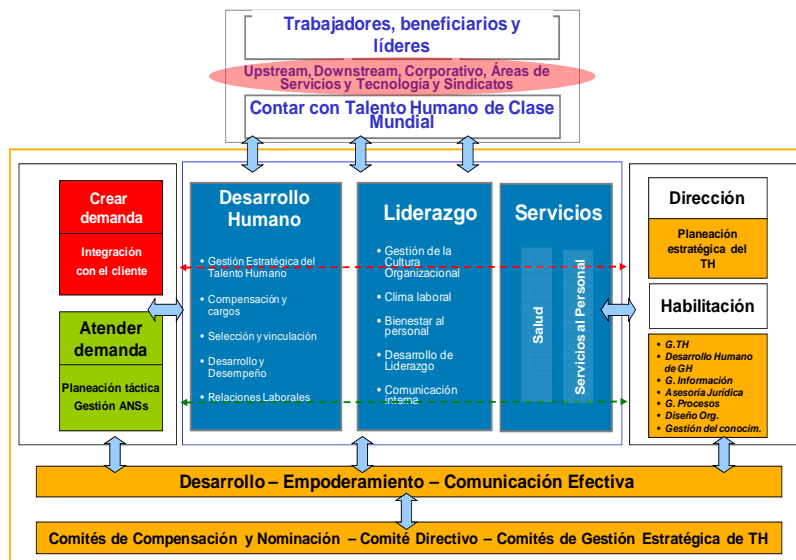 Trabajadores, beneficiarios y
líderes
Upstream, Downstream, Corporativo, Áreas de
Servicios y Tecnología y Sindicatos
Contar con Talento Humano de Clase
Mundial
Crear
demanda
Integración
con el cliente
Atender
demanda
Planeación táctica
Gestión ANSs
Desarrollo
Humano
• Gestión Estratégica del
Talento Humano
• Compensación y
cargos
• Selección y vinculación
• Desarrollo y
Desempeño
• Relaciones Laborales
Liderazgo
• Gestión de la
Cultura
Organizacional
• Clima laboral
• Bienestar al
personal
• Desarrollo de
Liderazgo
• Comunicación
interna
Servicios
Salud
Servicios al Personal
Dirección
Planeación
estratégica del
TH
Habilitación
• G.TH
• Desarrollo Humano
de GH
• G. Información
• Asesoría Jurídica
• G. Procesos
• Diseño Org.
• Gestión del conocim.
Desarrollo – Empoderamiento – Comunicación Efectiva
Comités de Compensación y Nominación – Comité Directivo – Comités de Gestión Estratégica de TH